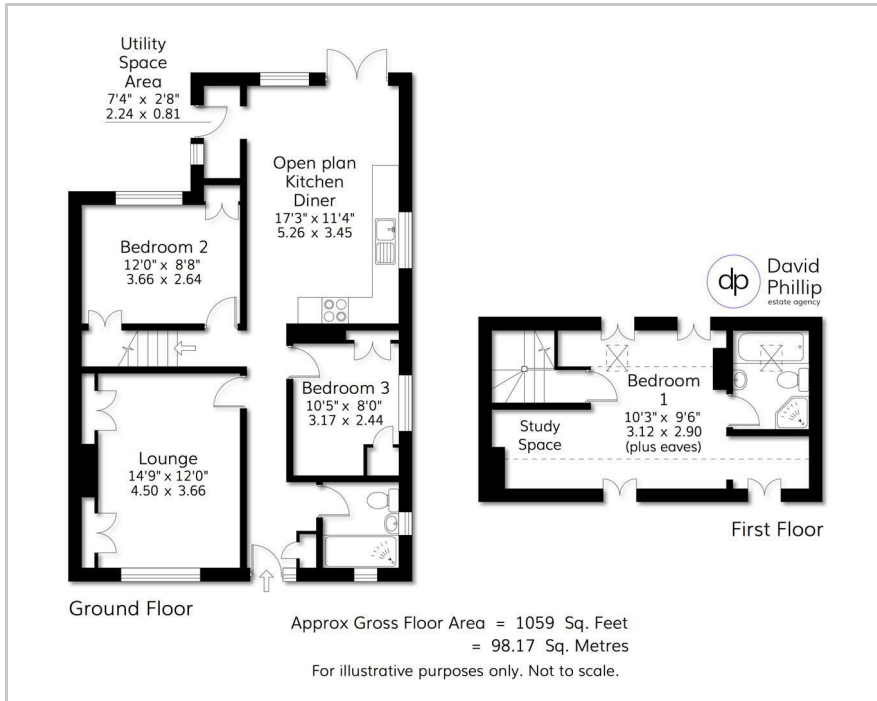 Utility
Space
Area
7'4" x 2'8"
2.24 x 0.81
Open plan
Kitchen
Diner
17'3" x 11'4"
5.26 x 3.45
Bedroom 2
12'0" x 8'8"
3.66 x 2.64
Bedroom 3
10'5" x 8'0"
3.17 x 2.44
Lounge
14'9" x 12'0"
4.50 x 3.66
Ground Floor
dp
David
Phillip
estate agency
Bedroom
1
10'3" x 9'6"
3.12 x 2.90
(plus eaves)
Study
Space
First Floor
Approx Gross Floor Area = 1059 Sq. Feet
= 98.17 Sq. Metres
For illustrative purposes only. Not to scale.